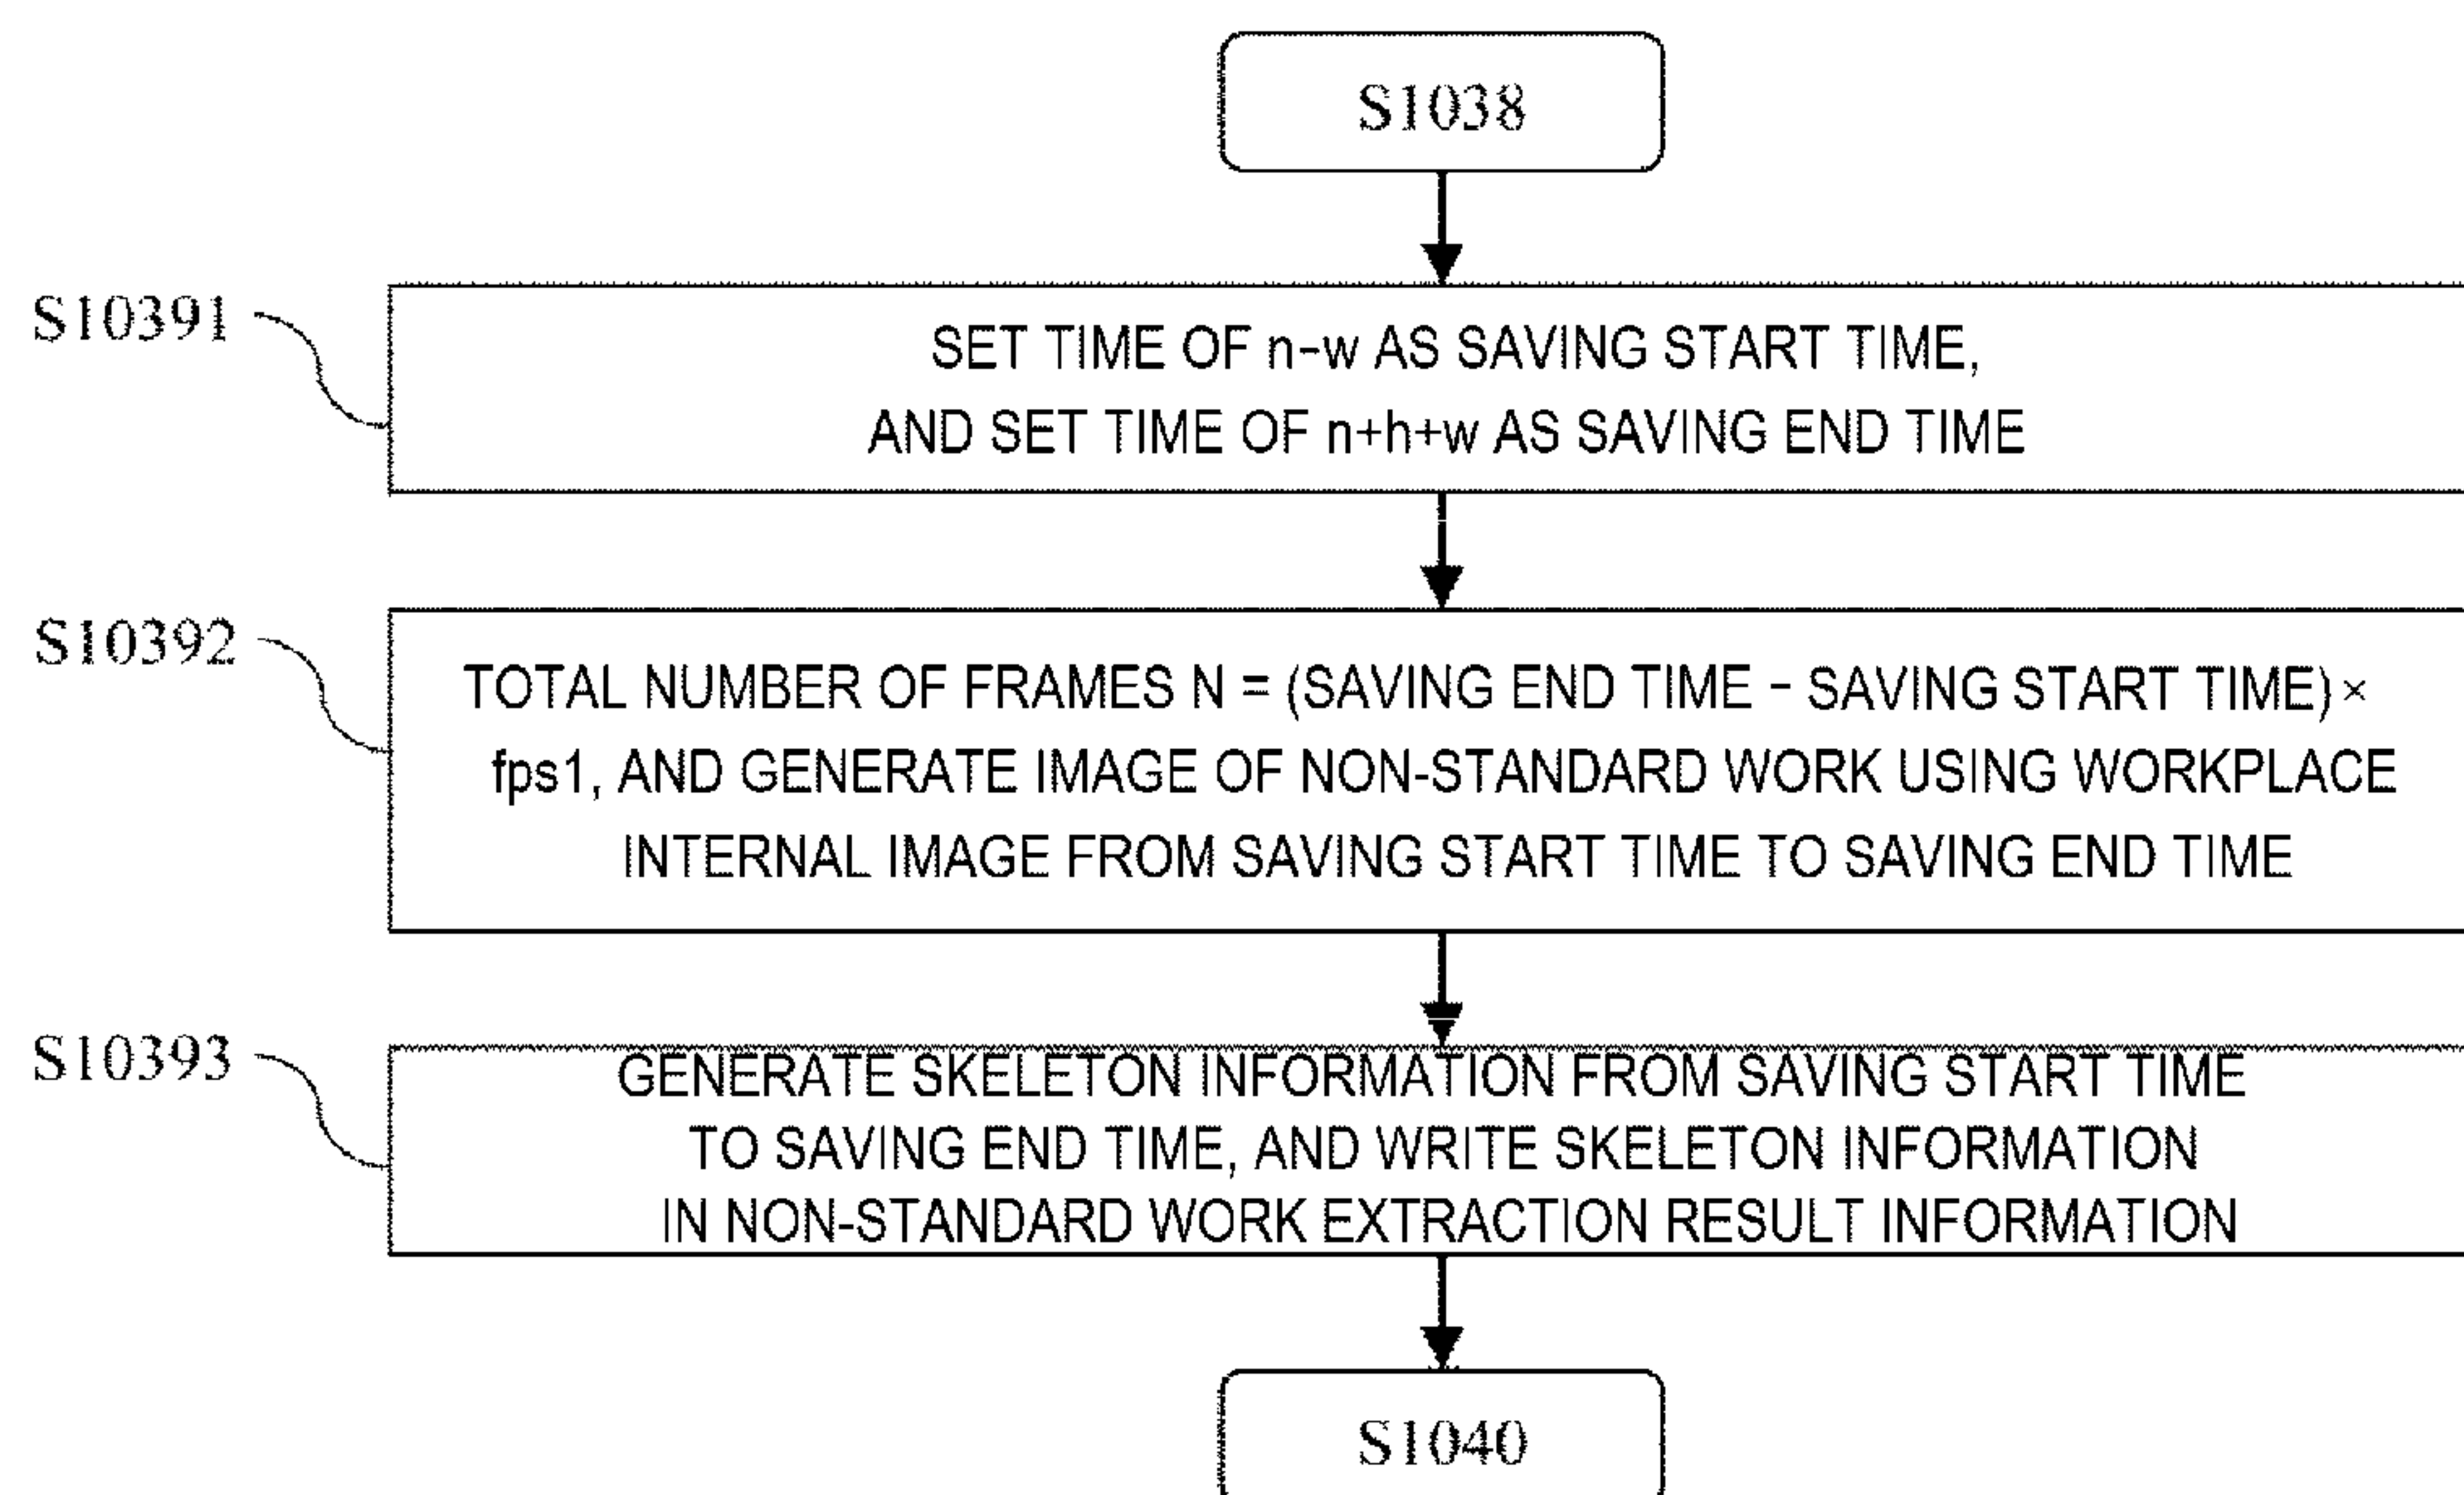 S1038
S10391
SET TIME OF n-w AS SAVING START TIME,
AND SET TIME OF n+h+w AS SAVING END TIME
S10392
TOTAL NUMBER OF FRAMES N = (SAVING END TIME - SAVING START TIME) ×
fps1, AND GENERATE IMAGE OF NON-STANDARD WORK USING WORKPLACE
INTERNAL IMAGE FROM SAVING START TIME TO SAVING END TIME
S10393
GENERATE SKELETON INFORMATION FROM SAVING START TIME
TO SAVING END TIME, AND WRITE SKELETON INFORMATION
IN NON-STANDARD WORK EXTRACTION RESULT INFORMATION
S1040